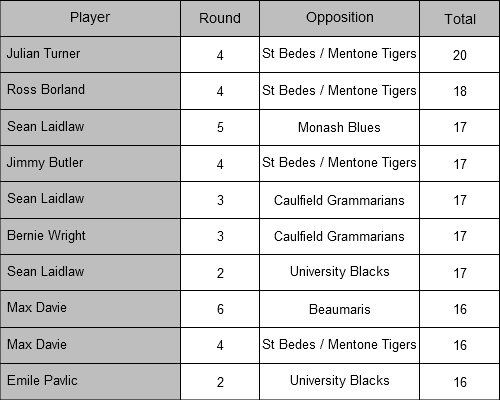 Player Round Opposition Total
Julian Turner 4 St Bedes / Mentone Tigers 20
Ross Borland 4 St Bedes / Mentone Tigers 18
Sean Laidlaw 5 Monash Blues 17
Jimmy Butler 4 St Bedes / Mentone Tigers 17
Sean Laidlaw 3 Caulfield Grammarians 17
Bernie Wright 3 Caulfield Grammarians 17
Sean Laidlaw 2 University Blacks 17
Max Davie 6 Beaumaris 16
Max Davie 4 St Bedes / Mentone Tigers 16
Emile Pavlic 2 University Blacks 16